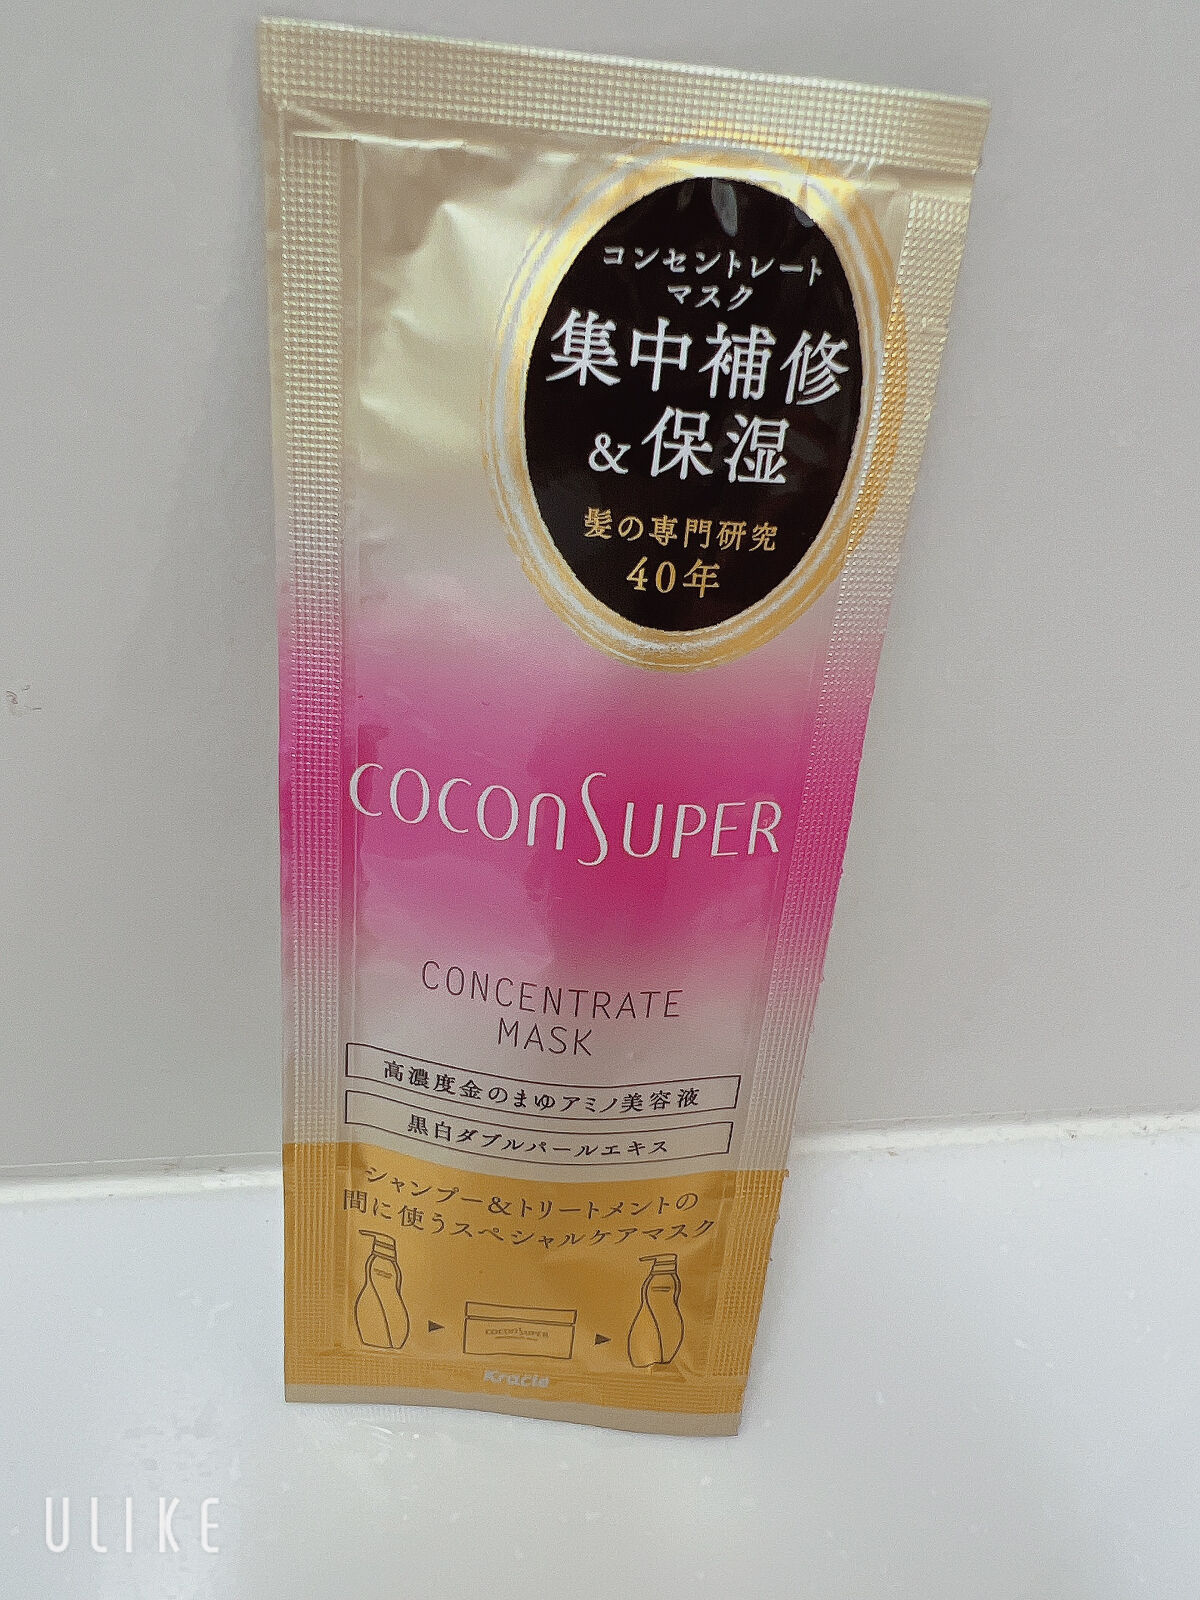 コンセントレート
マスク
集中補修
&保湿
髪の専門研究
40年
COCONSUPER
CONCENTRATE
MASK
高濃度金のまゆアミノ美容液
黒白ダブルパールエキス
シャンプー&トリートメントの
間に使うスペシャルケアマスク
COCONSUPER
Kracie
ULIKE